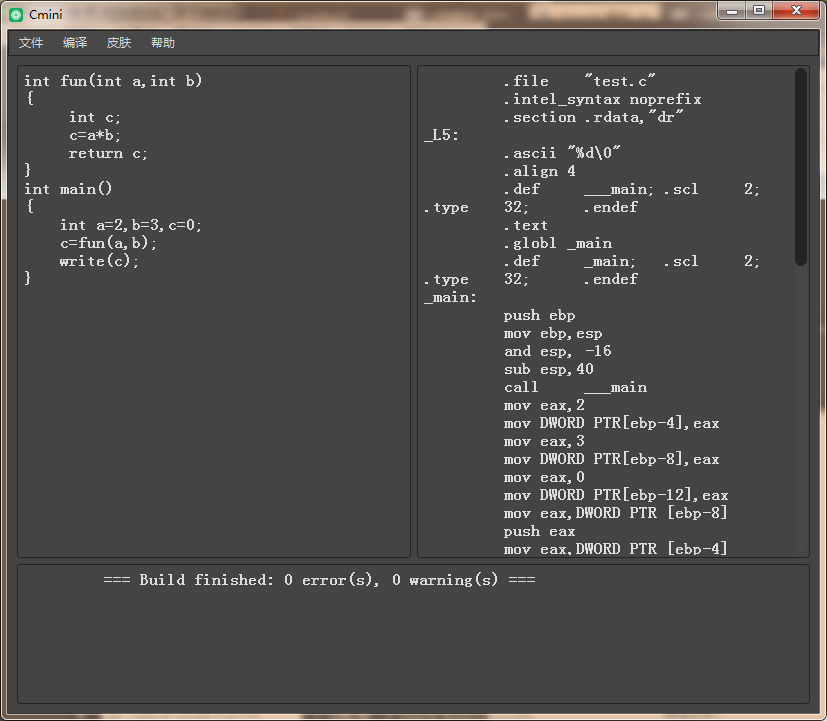 Cmini
文件 编译 皮肤 帮助
int fun(int a,int b)
{
     int c;
     c=a*b;
     return c;
}
int main()
{
    int a=2,b=3,c=0;
    c=fun(a,b);
    write(c);
}
.file    "test.c"
.intel_syntax noprefix
.section .rdata,"dr"
_L5:
.ascii "%d\0"
.align 4
.def     ___main; .scl     2;
.type    32;      .endef
.text
.globl _main
.def     _main;   .scl     2;
.type    32;      .endef
_main:
push ebp
mov ebp,esp
and esp, -16
sub esp,40
call     ___main
mov eax,2
mov DWORD PTR[ebp-4],eax
mov eax,3
mov DWORD PTR[ebp-8],eax
mov eax,0
mov DWORD PTR[ebp-12],eax
mov eax,DWORD PTR [ebp-8]
push eax
mov eax,DWORD PTR [ebp-4]
=== Build finished: 0 error(s), 0 warning(s) ===